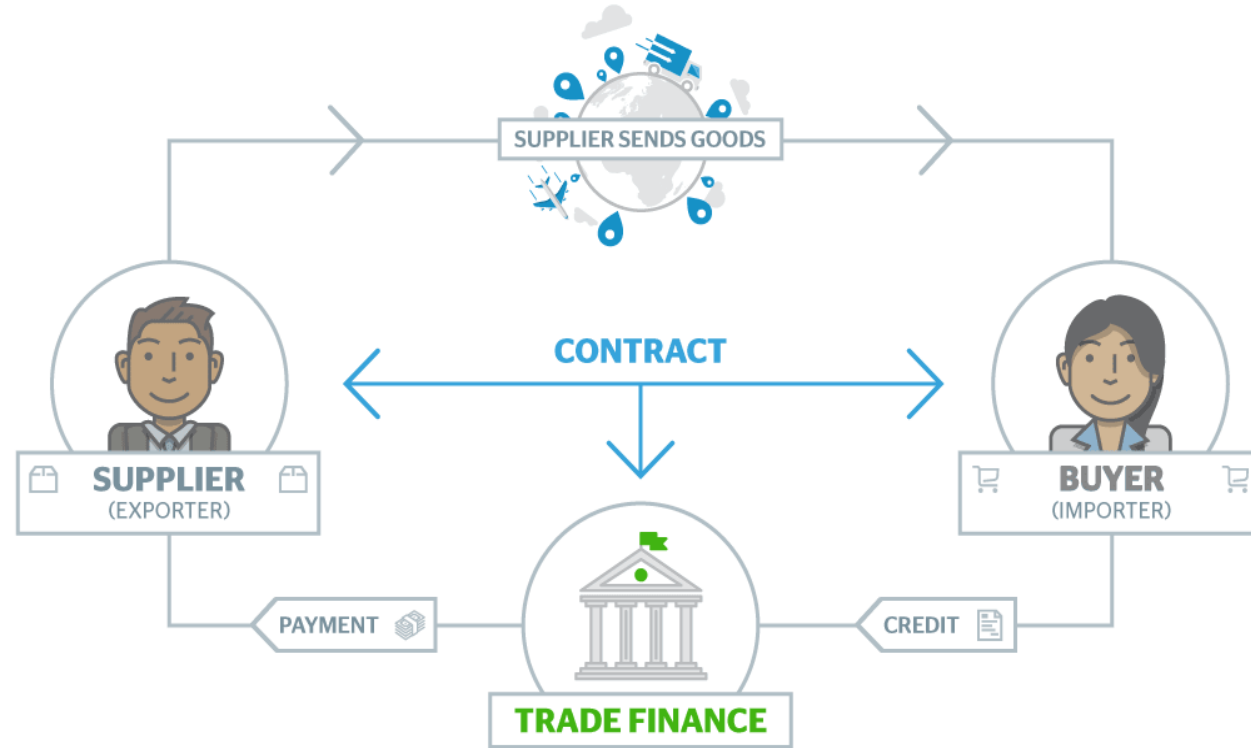 SUPPLIER SENDS GOODS
CONTRACT
SUPPLIER
(EXPORTER)
BUYER
(IMPORTER)
PAYMENT
CREDIT
TRADE FINANCE